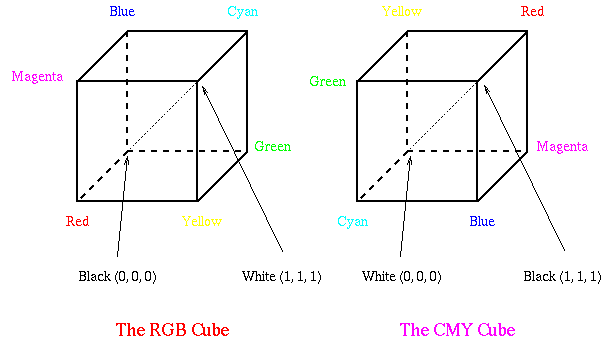 Blue
Cyan
Magenta
Green
Red
Yellow
Black (0, 0, 0)
White (1, 1, 1)
The RGB Cube
Yellow
Red
Green
Magenta
Cyan
Blue
White (0, 0, 0)
Black (1, 1, 1)
The CMY Cube